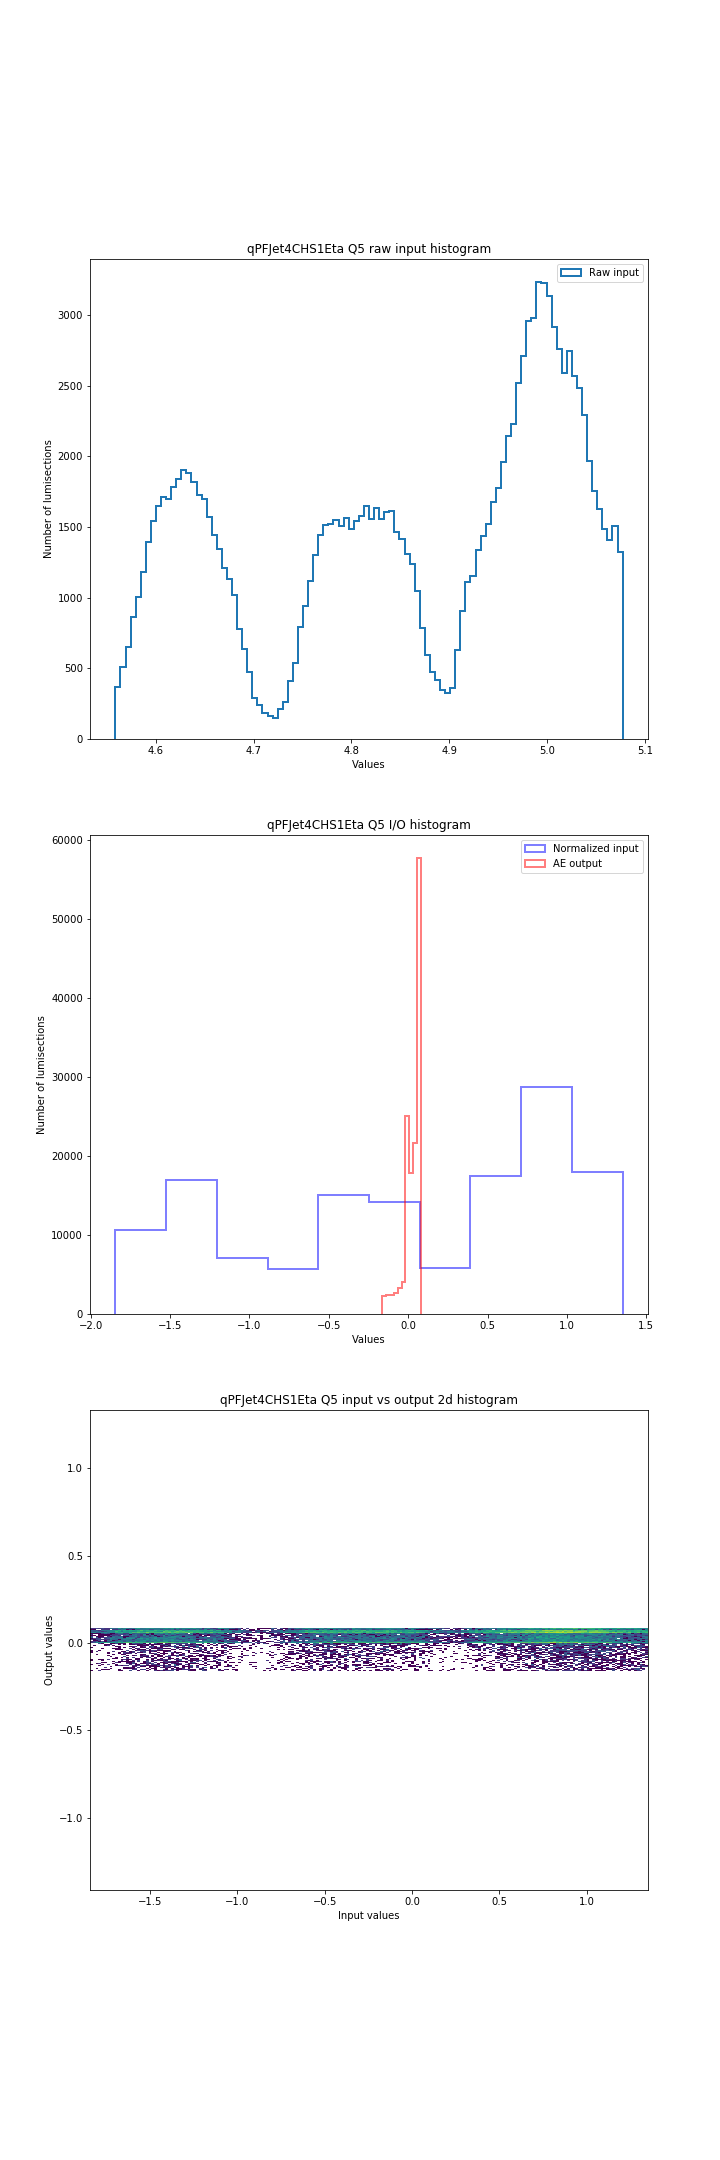 qPFJet4CHS1Eta Q5 raw input histogram
Raw input
Number of lumisections
3000
2500
2000
1500
1000
500
0
4.6 4.7 4.8 4.9 5.0 5.1
Values
qPFJet4CHS1Eta Q5 I/O histogram
Normalized input
AE output
Number of lumisections
60000
50000
40000
30000
20000
10000
0
−2.0 −1.5 −1.0 −0.5 0.0 0.5 1.0 1.5
Values
qPFJet4CHS1Eta Q5 input vs output 2d histogram
Output values
1.0
0.5
0.0
−0.5
−1.0
−1.5 −1.0 −0.5 0.0 0.5 1.0
Input values